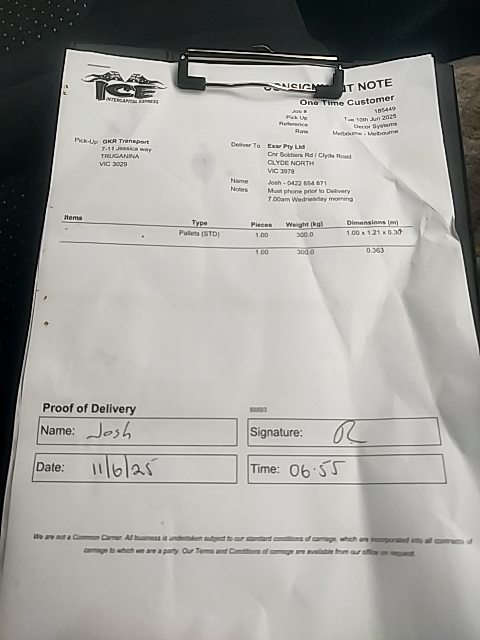 ICE
INTERCAPITAL EXPRESS
CONSIGNMENT NOTE
One Time Customer
Job # 185449
Pick Up Tue 10th Jun 2025
Reference Decor Systems
Rate Melbourne - Melbourne
Pick-Up GKR Transport
7-11 Jessica way
TRUGANINA
VIC 3029
Deliver To Exar Pty Ltd
Cnr Soldiers Rd / Clyde Road
CLYDE NORTH
VIC 3978
Name Josh - 0422 654 871
Notes Must phone prior to Delivery
7.00am Wednesday morning
Items Type Pieces Weight (kg) Dimensions (m)
Pallets (STD) 1.00 300.0 1.00 x 1.21 x 0.30
1.00 300.0 0.363
Proof of Delivery
Name: Josh Signature:
Date: 11/6/25 Time: 06:55
We are not a Common Carrier. All business is undertaken subject to our standard conditions of carriage, which are incorporated into all contracts of
carriage to which we are a party. Our Terms and Conditions of carriage are available from our office on request.